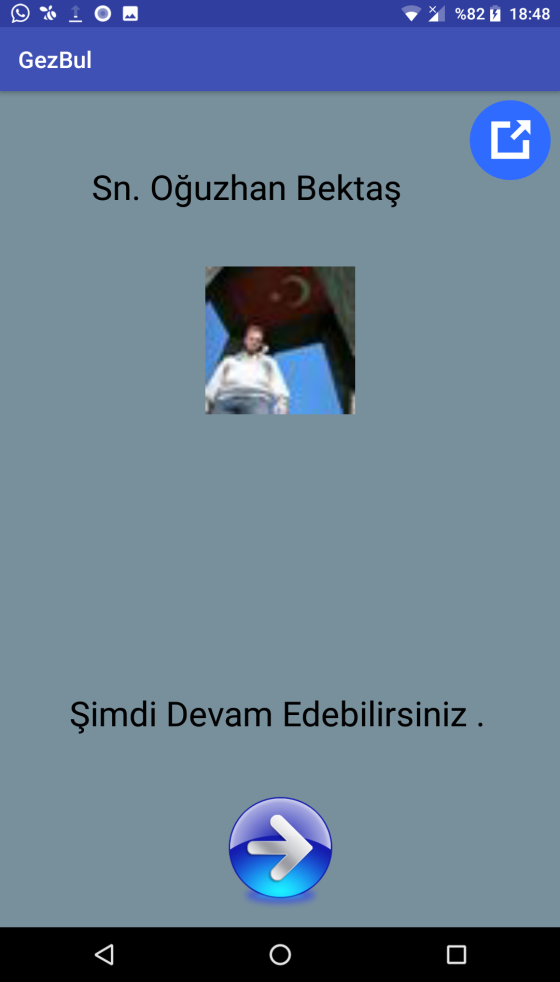 %82 18:48
GezBul
Sn. Oğuzhan Bektaş
Şimdi Devam Edebilirsiniz .